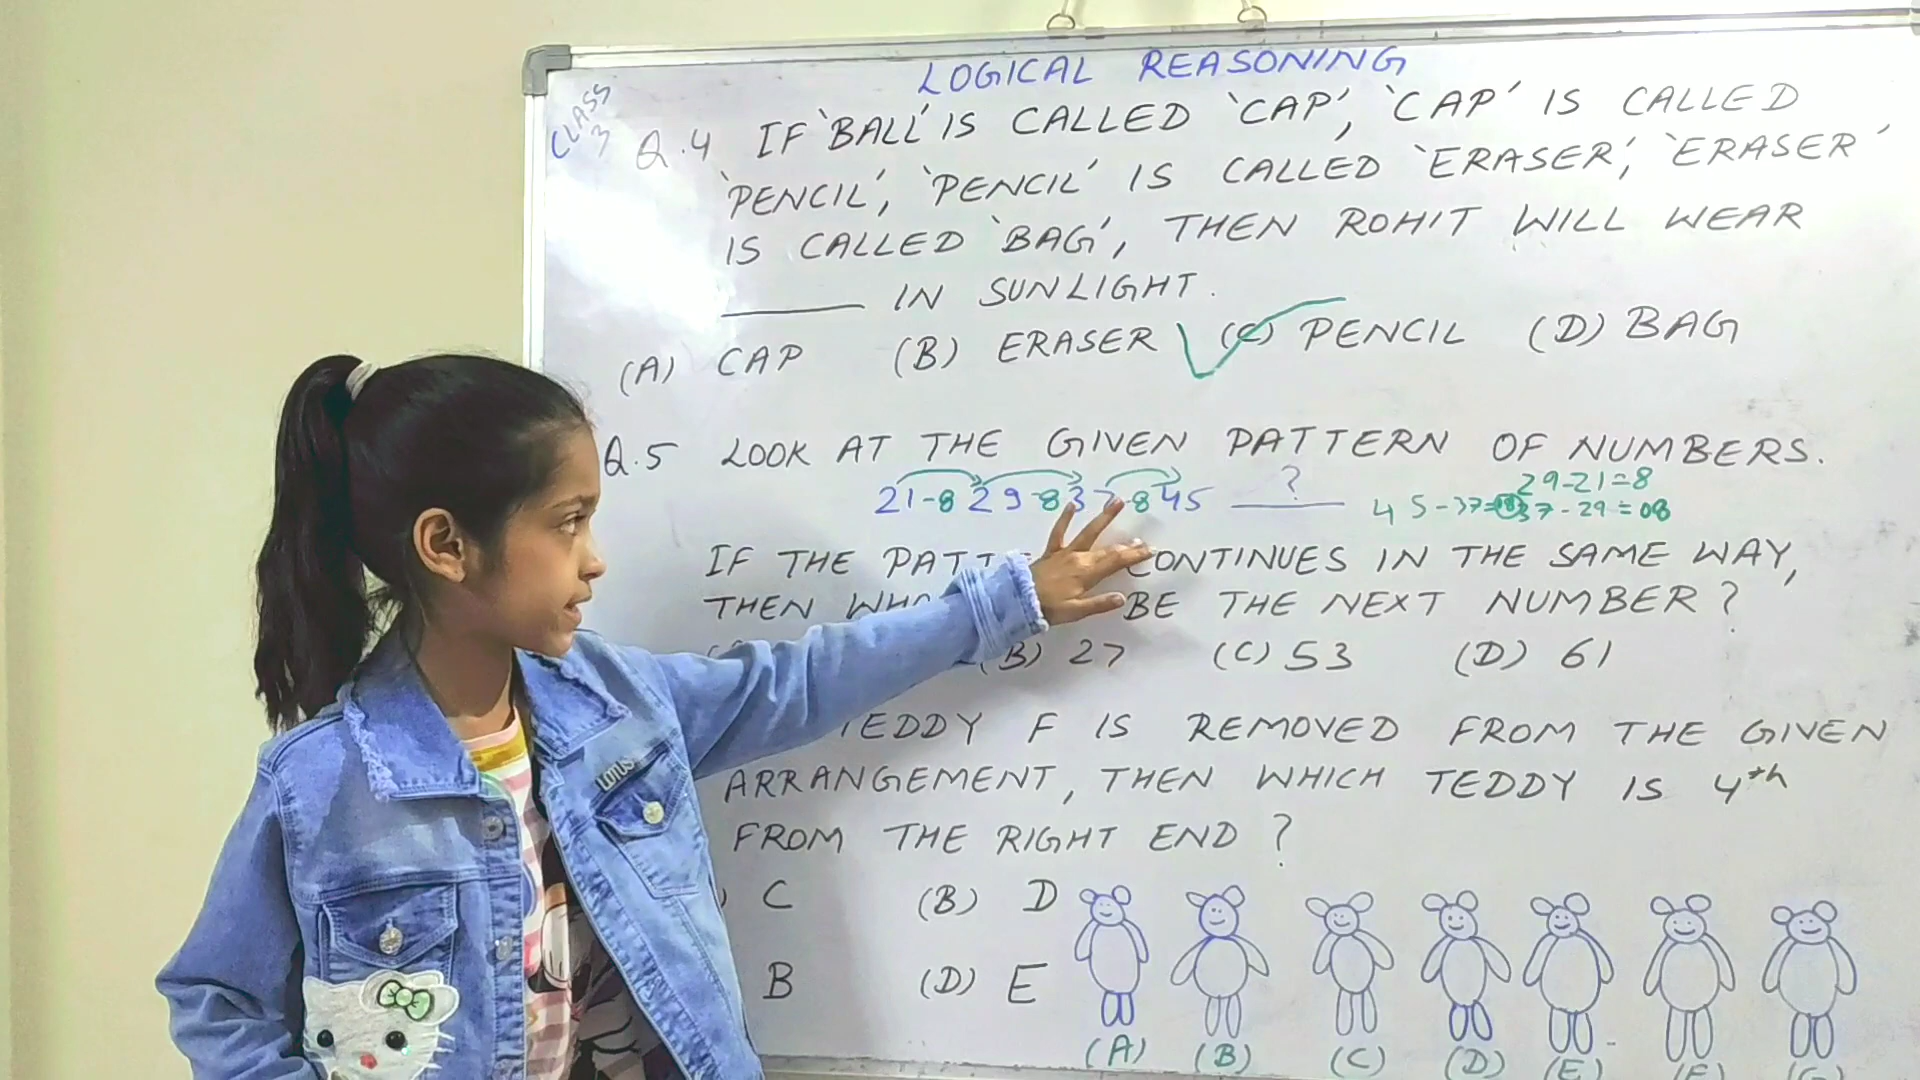 LOGICAL REASONING
CLASS
3
Q.4 IF 'BALL' IS CALLED 'CAP', 'CAP' IS CALLED
'PENCIL', 'PENCIL' IS CALLED 'ERASER', 'ERASER'
IS CALLED 'BAG', THEN ROHIT WILL WEAR
______ IN SUNLIGHT.
(A) CAP (B) ERASER (C) PENCIL (D) BAG
Q.5 LOOK AT THE GIVEN PATTERN OF NUMBERS.
29-21=8
21-8 29-8 37-8 45 ___?___ 45-37= 37-29=08
IF THE CONTINUES IN THE SAME WAY,
THEN BE THE NEXT NUMBER?
(B) 27 (C) 53 (D) 61
TEDDY F IS REMOVED FROM THE GIVEN
ARRANGEMENT, THEN WHICH TEDDY IS 4th
FROM THE RIGHT END?
C (B) D
B (D) E
(A) (B) (C) (D) (E) (F) (G)
LOTUS